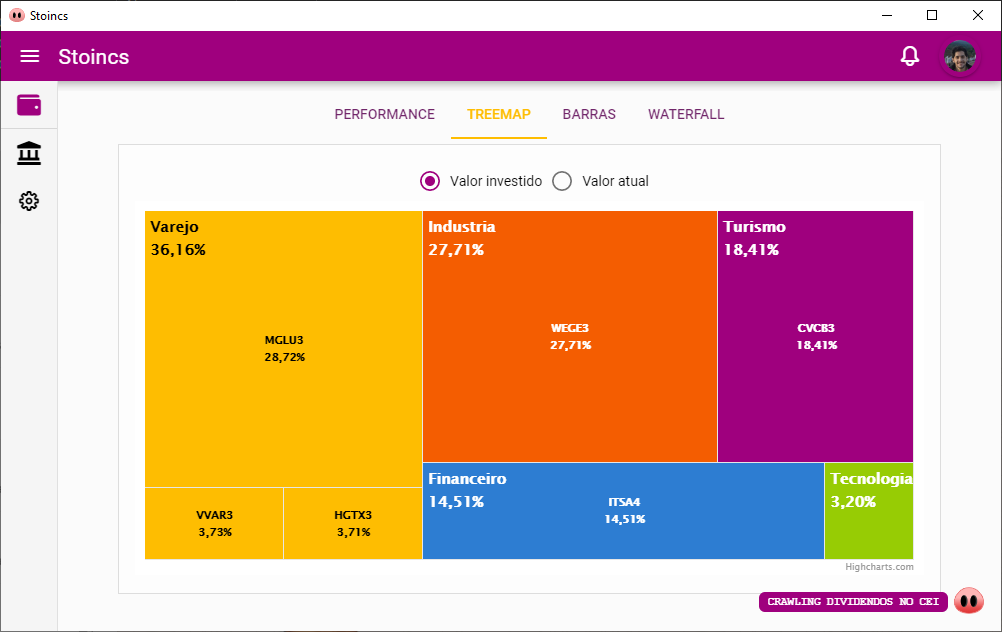 Stoincs
Stoincs
PERFORMANCE TREEMAP BARRAS WATERFALL
Valor investido Valor atual
Varejo
36,16%
MGLU3
28,72%
VVAR3
3,73%
HGTX3
3,71%
Industria
27,71%
WEGE3
27,71%
Turismo
18,41%
CVCB3
18,41%
Financeiro
14,51%
ITSA4
14,51%
Tecnologia
3,20%
Highcharts.com
CRAWLING DIVIDENDOS NO CEI